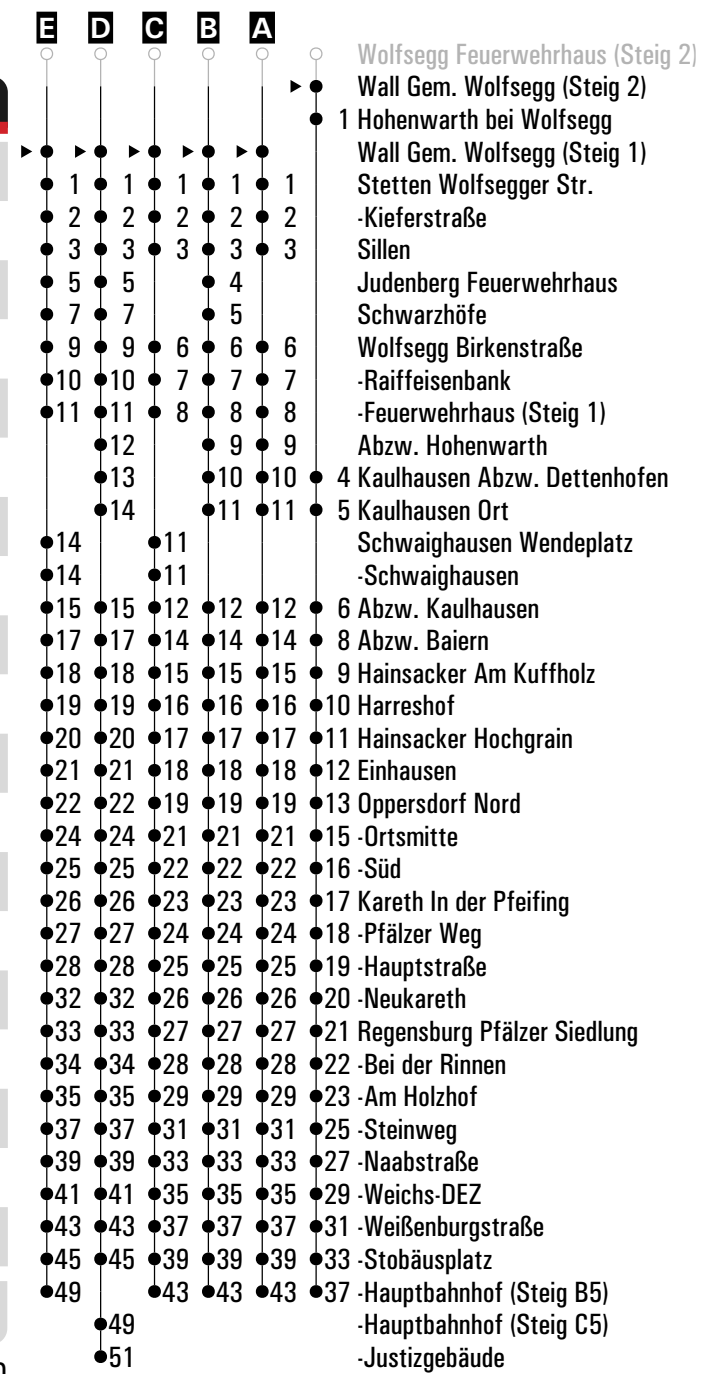 E D C B A
Wolfsegg Feuerwehrhaus (Steig 2)
Wall Gem. Wolfsegg (Steig 2)
1 Hohenwarth bei Wolfsegg
Wall Gem. Wolfsegg (Steig 1)
1 1 1 1 1 Stetten Wolfsegger Str.
2 2 2 2 2 -Kieferstraße
3 3 3 3 3 Sillen
5 5 4 Judenberg Feuerwehrhaus
7 7 5 Schwarzhöfe
9 9 6 6 6 Wolfsegg Birkenstraße
10 10 7 7 7 -Raiffeisenbank
11 11 8 8 8 -Feuerwehrhaus (Steig 1)
12 9 9 Abzw. Hohenwarth
13 10 10 4 Kaulhausen Abzw. Dettenhofen
14 11 11 5 Kaulhausen Ort
14 11 Schwaighausen Wendeplatz
14 11 -Schwaighausen
15 15 12 12 12 6 Abzw. Kaulhausen
17 17 14 14 14 8 Abzw. Baiern
18 18 15 15 15 9 Hainsacker Am Kuffholz
19 19 16 16 16 10 Harreshof
20 20 17 17 17 11 Hainsacker Hochgrain
21 21 18 18 18 12 Einhausen
22 22 19 19 19 13 Oppersdorf Nord
24 24 21 21 21 15 -Ortsmitte
25 25 22 22 22 16 -Süd
26 26 23 23 23 17 Kareth In der Pfeifing
27 27 24 24 24 18 -Pfälzer Weg
28 28 25 25 25 19 -Hauptstraße
32 32 26 26 26 20 -Neukareth
33 33 27 27 27 21 Regensburg Pfälzer Siedlung
34 34 28 28 28 22 -Bei der Rinnen
35 35 29 29 29 23 -Am Holzhof
37 37 31 31 31 25 -Steinweg
39 39 33 33 33 27 -Naabstraße
41 41 35 35 35 29 -Weichs-DEZ
43 43 37 37 37 31 -Weißenburgstraße
45 45 39 39 39 33 -Stobäusplatz
49 43 43 43 37 -Hauptbahnhof (Steig B5)
49 -Hauptbahnhof (Steig C5)
51 -Justizgebäude